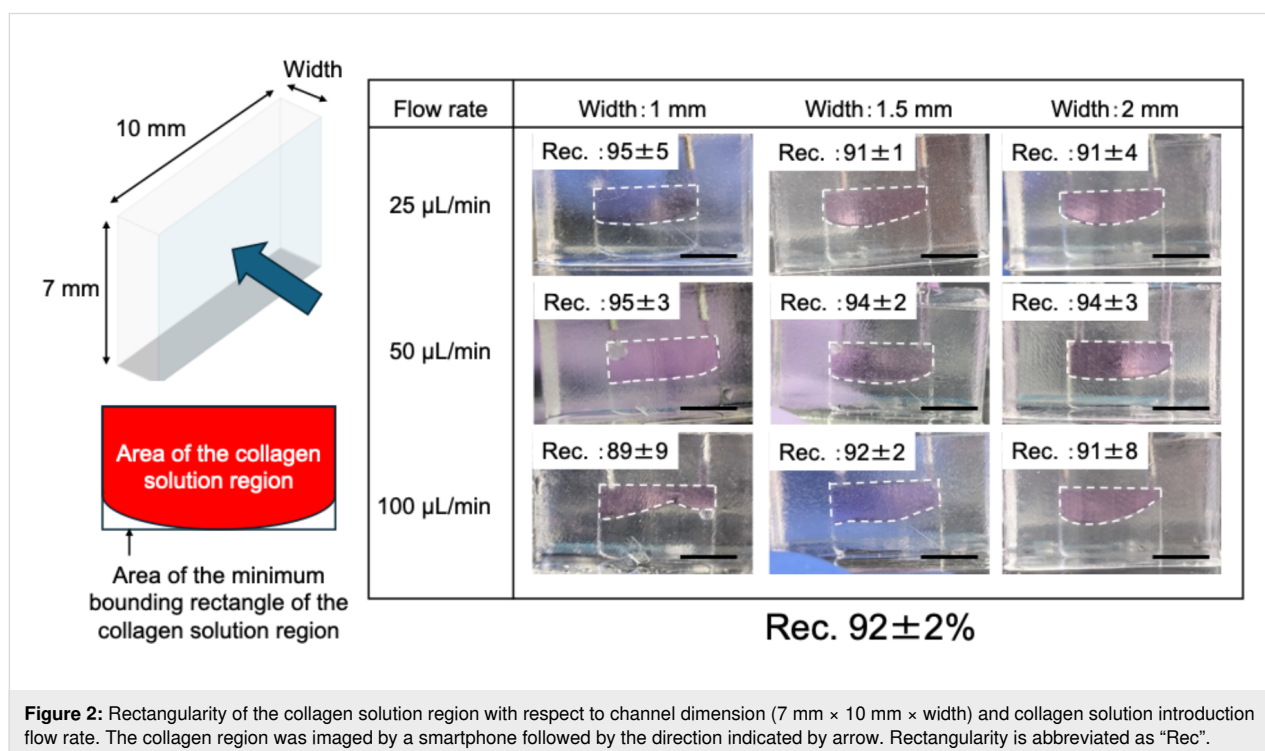 Width
10 mm
7 mm
Area of the collagen
solution region
Area of the minimum
bounding rectangle of the
collagen solution region
Flow rate
Width : 1 mm
Width : 1.5 mm
Width : 2 mm
25 µL/min
Rec. :95±5
Rec. :91±1
Rec. :91±4
50 µL/min
Rec. :95±3
Rec. :94±2
Rec. :94±3
100 µL/min
Rec. :89±9
Rec. :92±2
Rec. :91±8
Rec. 92±2%
Figure 2: Rectangularity of the collagen solution region with respect to channel dimension (7 mm × 10 mm × width) and collagen solution introduction
flow rate. The collagen region was imaged by a smartphone followed by the direction indicated by arrow. Rectangularity is abbreviated as “Rec”.